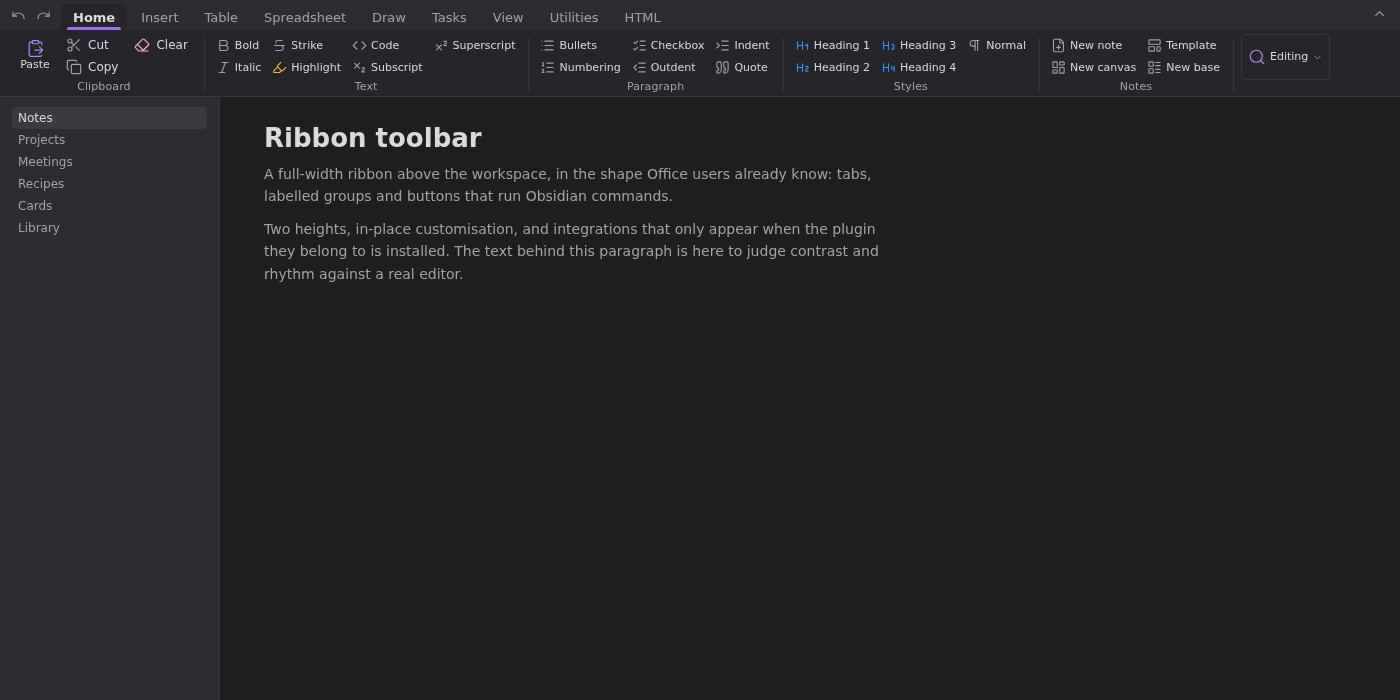 Home Insert Table Spreadsheet Draw Tasks View Utilities HTML
Paste
Cut Clear
Copy
Clipboard
Bold Strike Code Superscript
Italic Highlight Subscript
Text
Bullets Checkbox Indent
Numbering Outdent Quote
Paragraph
Heading 1 Heading 3 Normal
Heading 2 Heading 4
Styles
New note Template
New canvas New base
Notes
Editing
Notes
Projects
Meetings
Recipes
Cards
Library
Ribbon toolbar
A full-width ribbon above the workspace, in the shape Office users already know: tabs,
labelled groups and buttons that run Obsidian commands.
Two heights, in-place customisation, and integrations that only appear when the plugin
they belong to is installed. The text behind this paragraph is here to judge contrast and
rhythm against a real editor.